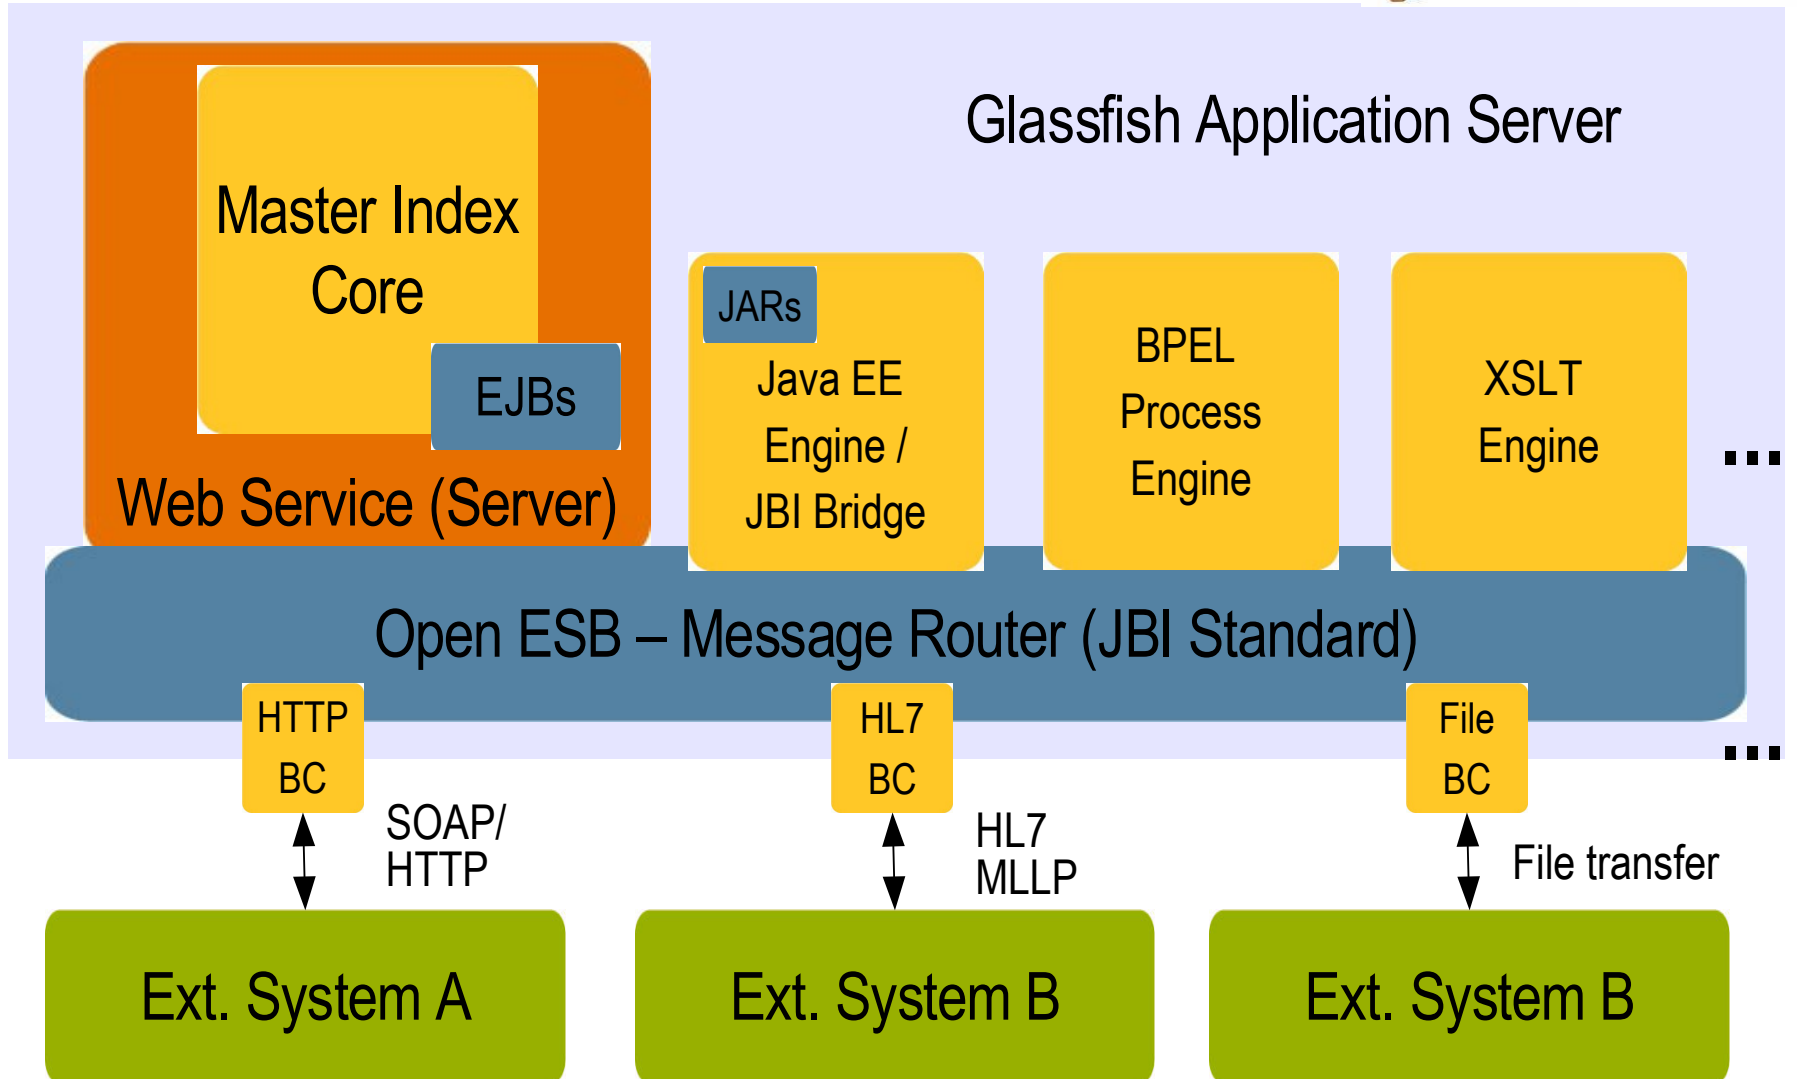 Glassfish Application Server
Master Index
Core
EJBs
Web Service (Server)
JARs
Java EE
Engine /
JBI Bridge
BPEL
Process
Engine
XSLT
Engine
...
Open ESB – Message Router (JBI Standard)
HTTP
BC
HL7
BC
File
BC
...
SOAP/
HTTP
HL7
MLLP
File transfer
Ext. System A
Ext. System B
Ext. System B